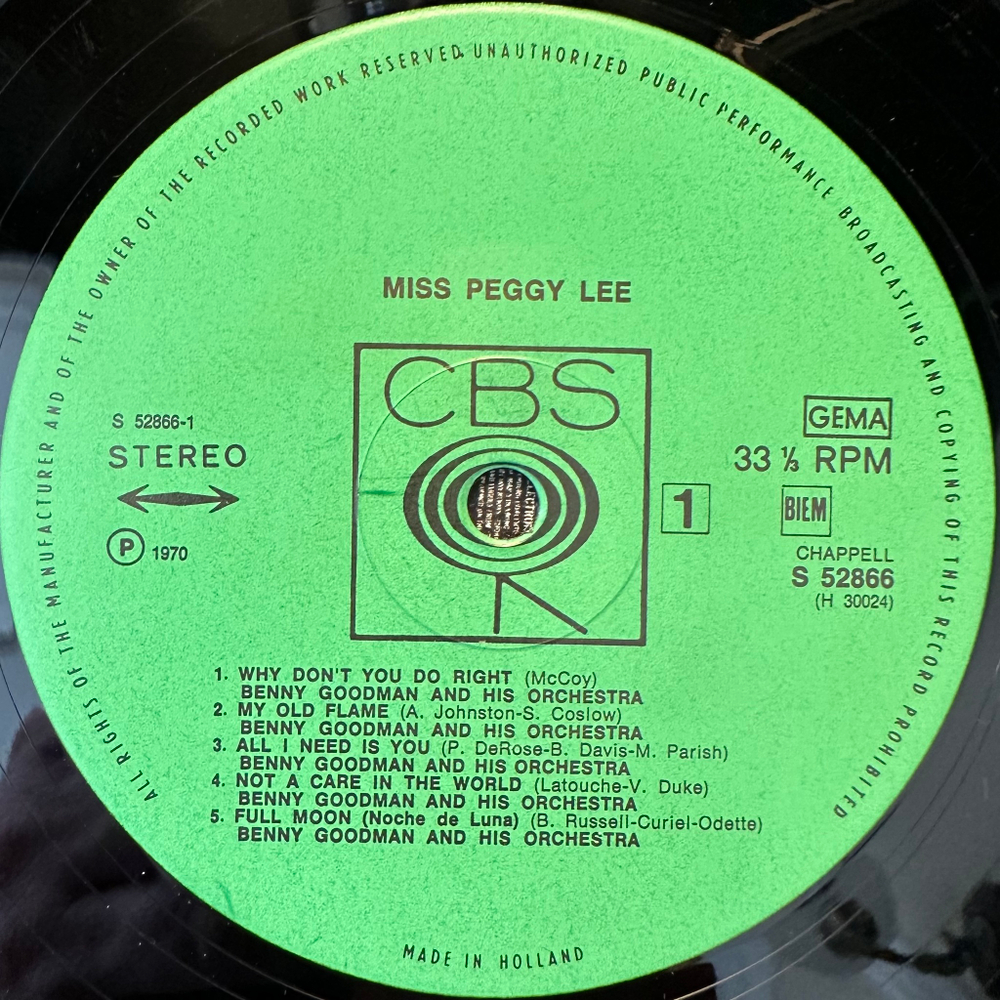 ALL RIGHTS OF THE MANUFACTURER AND OF THE OWNER OF THE RECORDED WORK RESERVED. UNAUTHORIZED PUBLIC PERFORMANCE BROADCASTING AND COPYING OF THIS RECORD PROHIBITED
MISS PEGGY LEE
CBS
S 52866-1
STEREO
P 1970
1
GEMA
33 ⅓ RPM
BIEM
CHAPPELL
S 52866
(H 30024)
1. WHY DON'T YOU DO RIGHT (McCoy)
BENNY GOODMAN AND HIS ORCHESTRA
2. MY OLD FLAME (A. Johnston-S. Coslow)
BENNY GOODMAN AND HIS ORCHESTRA
3. ALL I NEED IS YOU (P. DeRose-B. Davis-M. Parish)
BENNY GOODMAN AND HIS ORCHESTRA
4. NOT A CARE IN THE WORLD (Latouche-V. Duke)
BENNY GOODMAN AND HIS ORCHESTRA
5. FULL MOON (Noche de Luna) (B. Russell-Curiel-Odette)
BENNY GOODMAN AND HIS ORCHESTRA
MADE IN HOLLAND